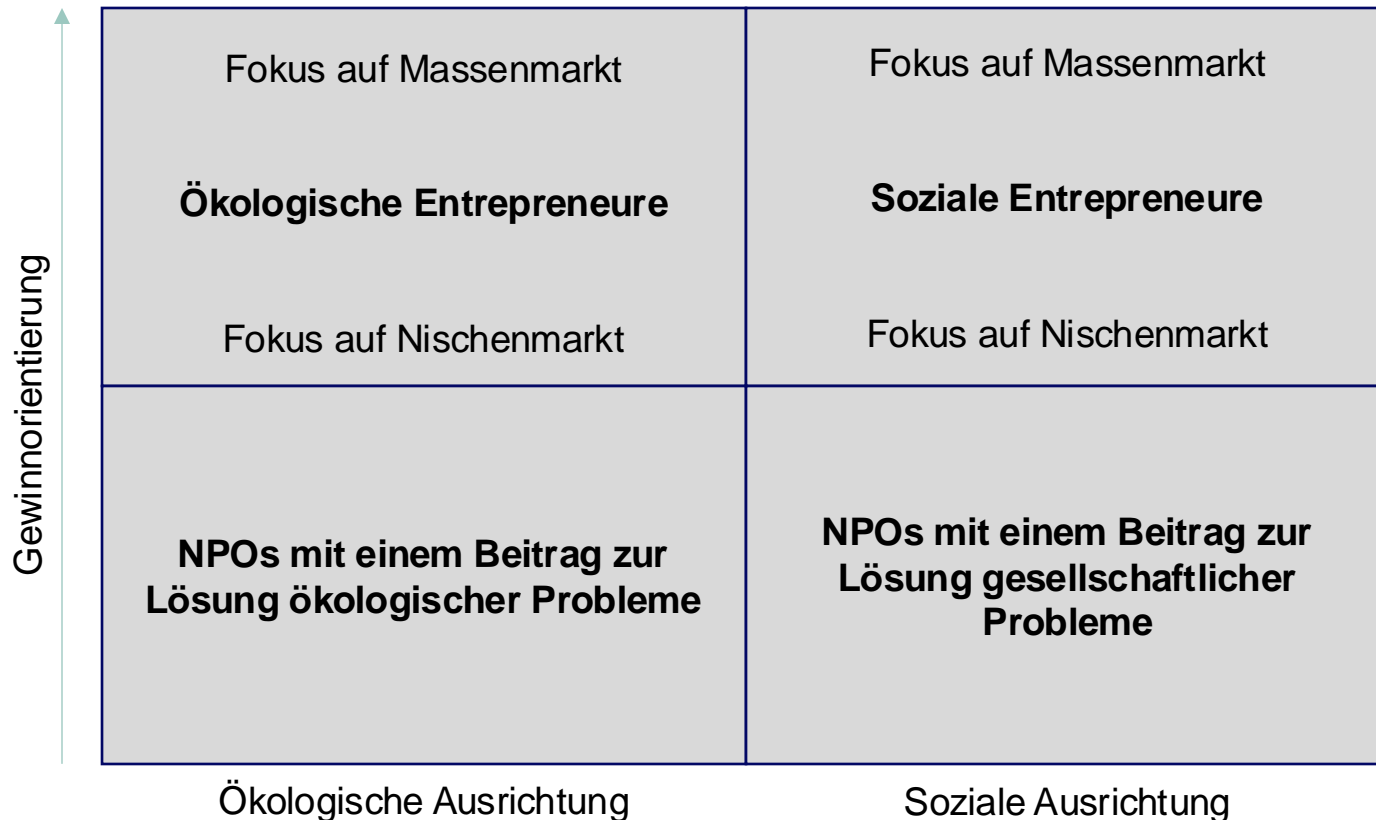 Gewinnorientierung
Fokus auf Massenmarkt
Ökologische Entrepreneure
Fokus auf Nischenmarkt
Fokus auf Massenmarkt
Soziale Entrepreneure
Fokus auf Nischenmarkt
NPOs mit einem Beitrag zur
Lösung ökologischer Probleme
NPOs mit einem Beitrag zur
Lösung gesellschaftlicher
Probleme
Ökologische Ausrichtung
Soziale Ausrichtung